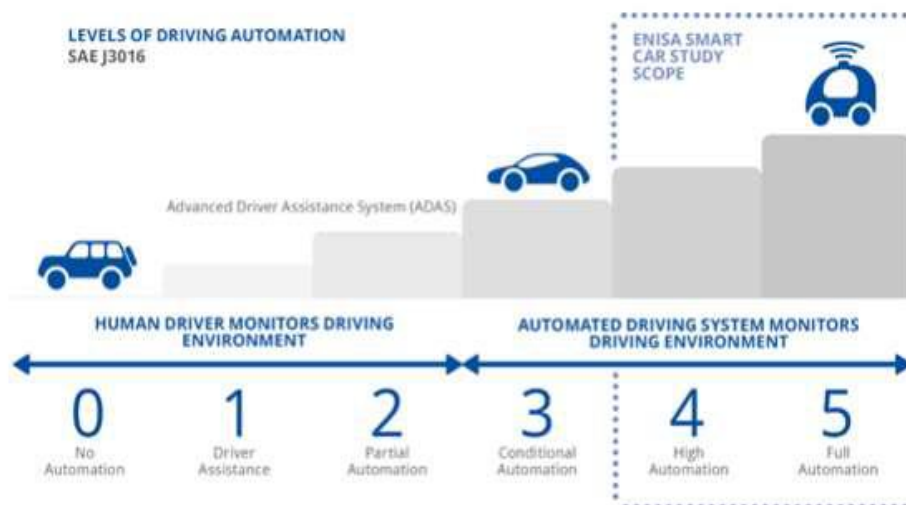 LEVELS OF DRIVING AUTOMATION
SAE J3016
ENISA SMART
CAR STUDY
SCOPE
Advanced Driver Assistance System (ADAS)
HUMAN DRIVER MONITORS DRIVING
ENVIRONMENT
AUTOMATED DRIVING SYSTEM MONITORS
DRIVING ENVIRONMENT
0
No
Automation
1
Driver
Assistance
2
Partial
Automation
3
Conditional
Automation
4
High
Automation
5
Full
Automation